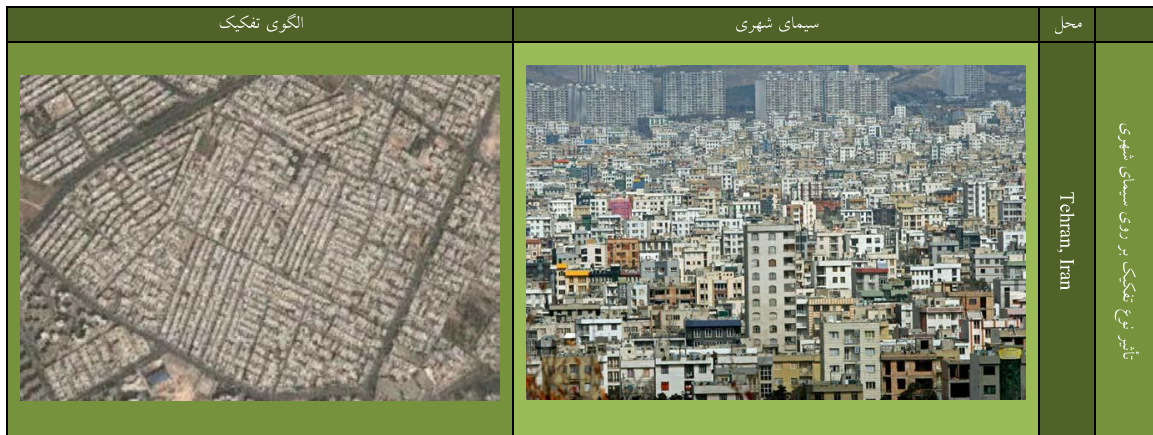 محل
سیمای شهری
الگوی تفکیک
تأثیر نوع تفکیک بر روی سیمای شهری
Tehran, Iran